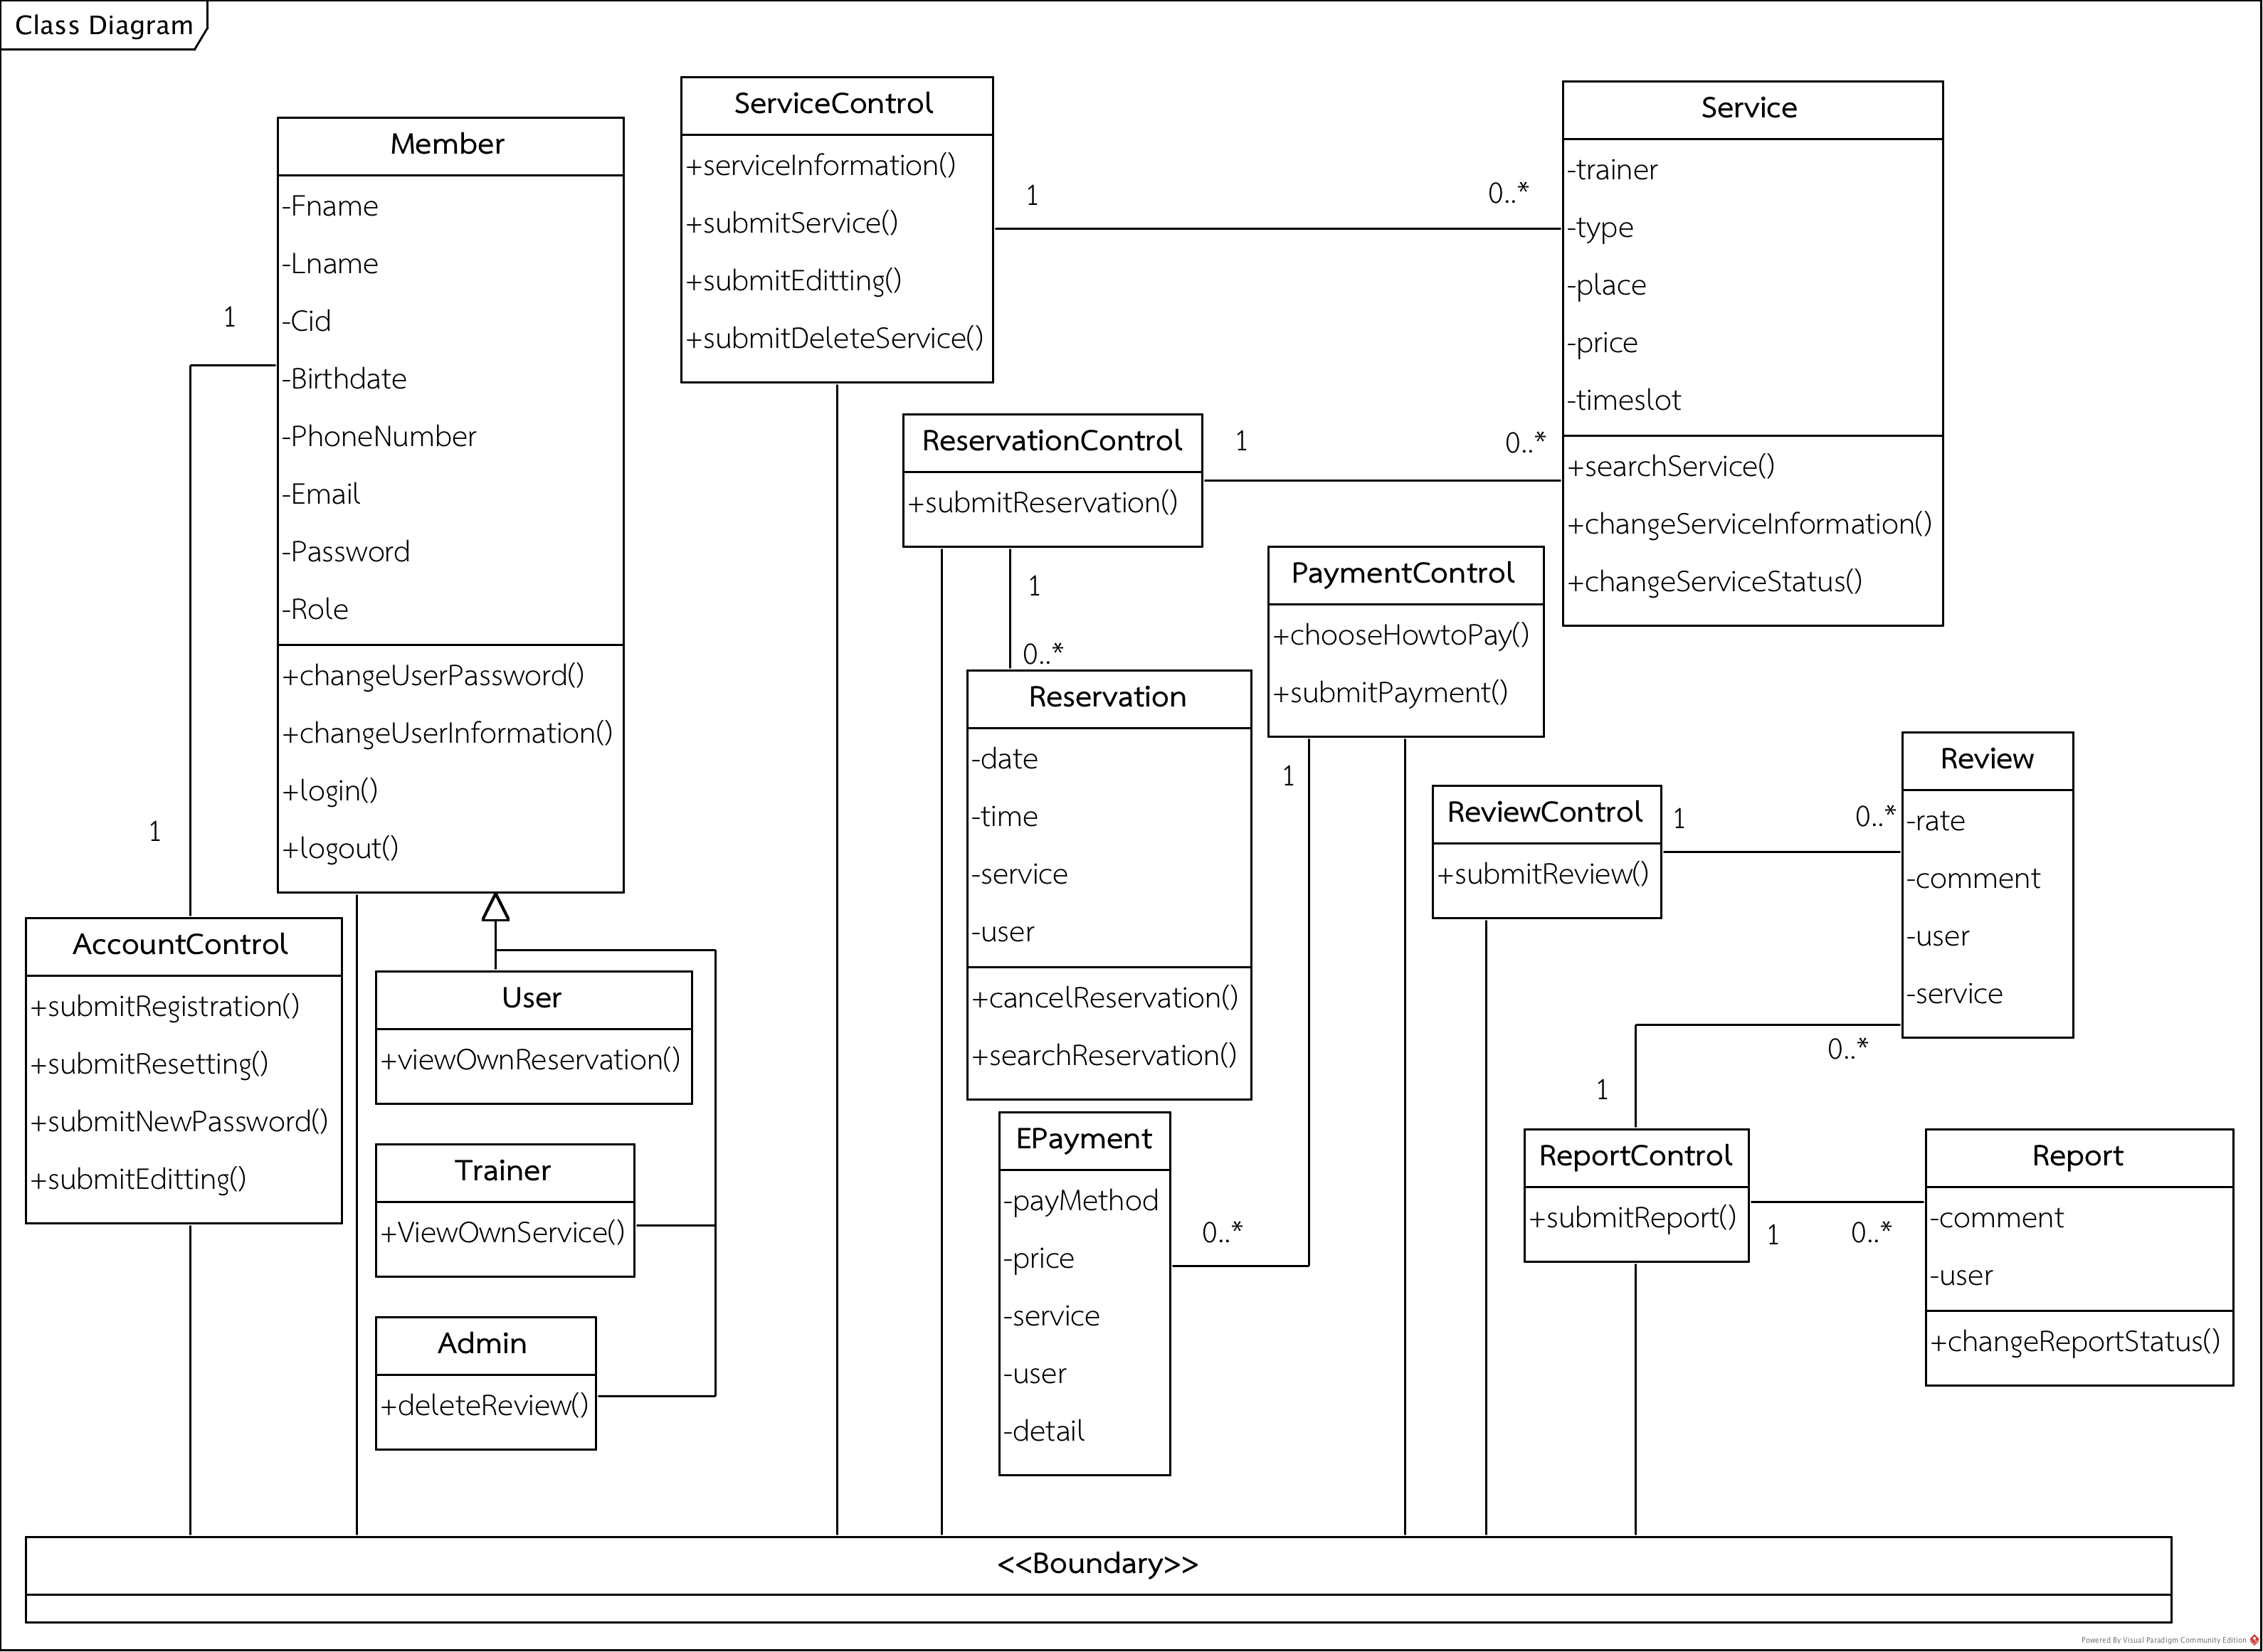 Class Diagram
Member
-Fname
-Lname
-Cid
-Birthdate
-PhoneNumber
-Email
-Password
-Role
+changeUserPassword()
+changeUserInformation()
+login()
+logout()
1
1
AccountControl
+submitRegistration()
+submitResetting()
+submitNewPassword()
+submitEditting()
User
+viewOwnReservation()
Trainer
+ViewOwnService()
Admin
+deleteReview()
ServiceControl
+serviceInformation()
+submitService()
+submitEditting()
+submitDeleteService()
1
0..*
Service
-trainer
-type
-place
-price
-timeslot
+searchService()
+changeServiceInformation()
+changeServiceStatus()
ReservationControl
+submitReservation()
1
0..*
1
0..*
Reservation
-date
-time
-service
-user
+cancelReservation()
+searchReservation()
PaymentControl
+chooseHowtoPay()
+submitPayment()
1
0..*
EPayment
-payMethod
-price
-service
-user
-detail
ReviewControl
+submitReview()
1
0..*
Review
-rate
-comment
-user
-service
0..*
1
ReportControl
+submitReport()
1
0..*
Report
-comment
-user
+changeReportStatus()
<<Boundary>>
Powered By Visual Paradigm Community Edition